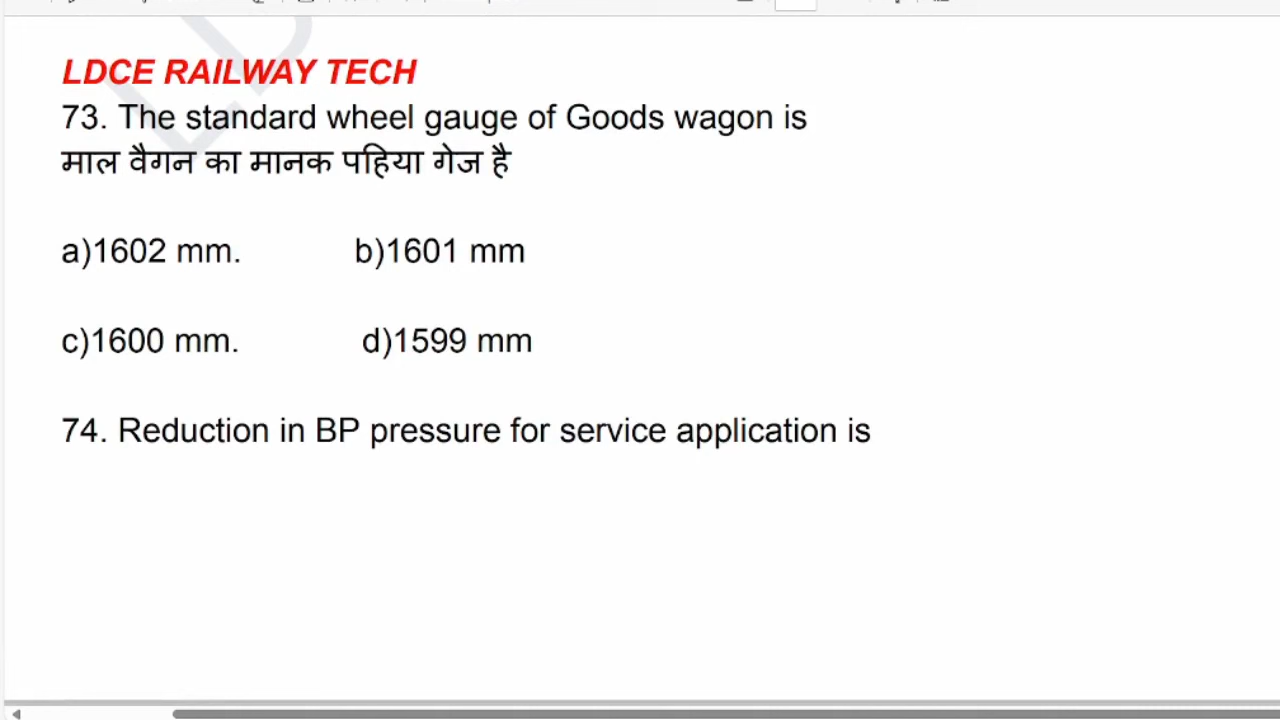 LDCE RAILWAY TECH
73. The standard wheel gauge of Goods wagon is
माल वैगन का मानक पहिया गेज है
a)1602 mm. b)1601 mm
c)1600 mm. d)1599 mm
74. Reduction in BP pressure for service application is